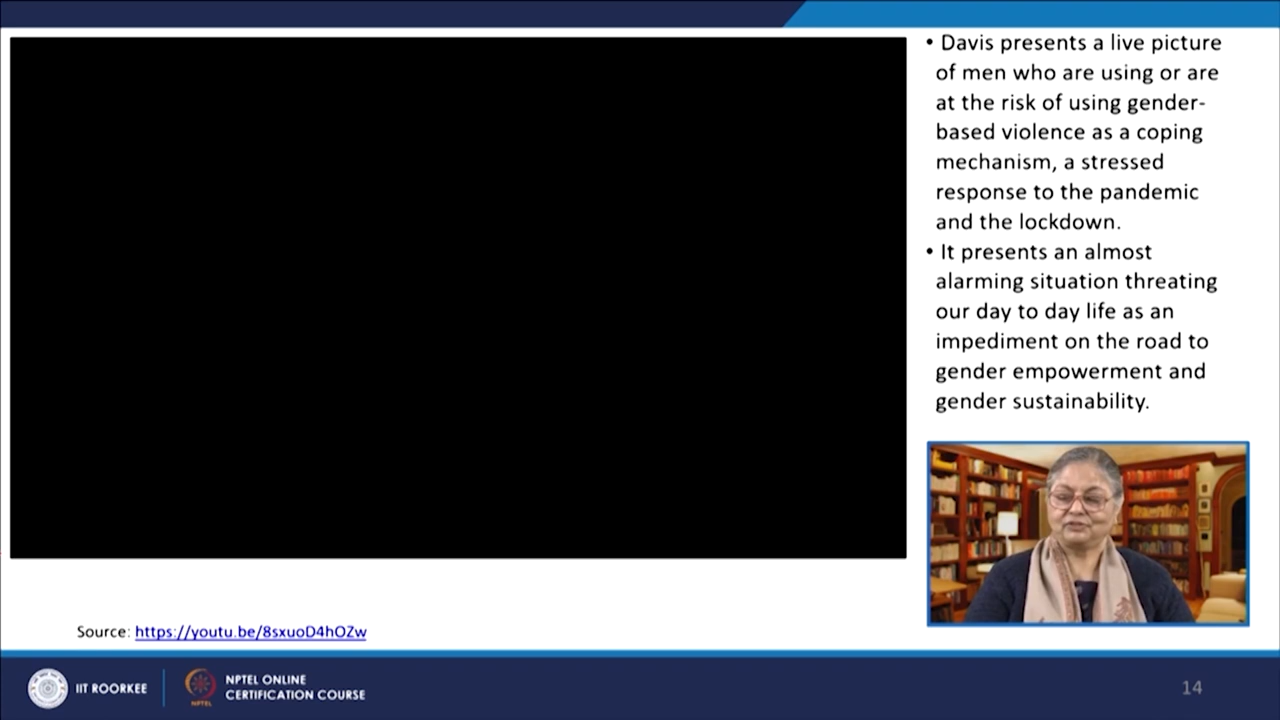 • Davis presents a live picture
of men who are using or are
at the risk of using gender-
based violence as a coping
mechanism, a stressed
response to the pandemic
and the lockdown.
• It presents an almost
alarming situation threating
our day to day life as an
impediment on the road to
gender empowerment and
gender sustainability.
Source: https://youtu.be/8sxuoD4hOZw
IIT ROORKEE
NPTEL
NPTEL ONLINE
CERTIFICATION COURSE
14